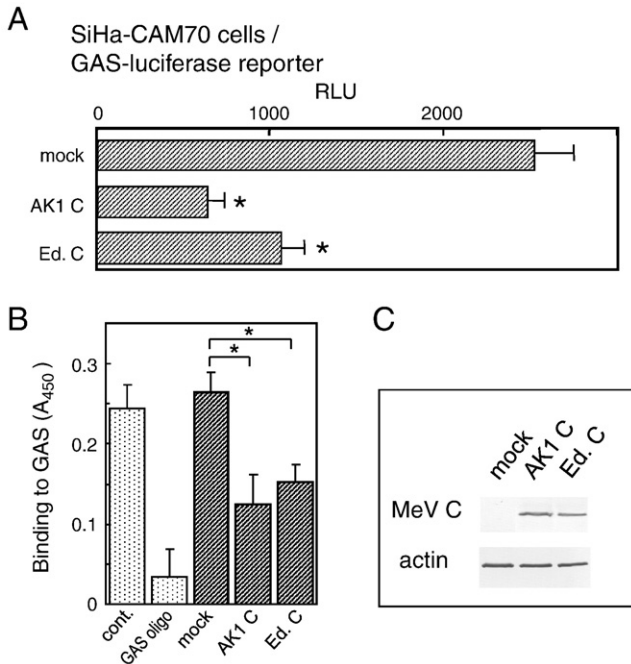 A
SiHa-CAM70 cells /
GAS-luciferase reporter
RLU
0 1000 2000
mock
AK1 C *
Ed. C *
B
Binding to GAS (A450)
0.3
0.2
0.1
0
*
*
cont.
GAS oligo
mock
AK1 C
Ed. C
C
mock
AK1 C
Ed. C
MeV C
actin